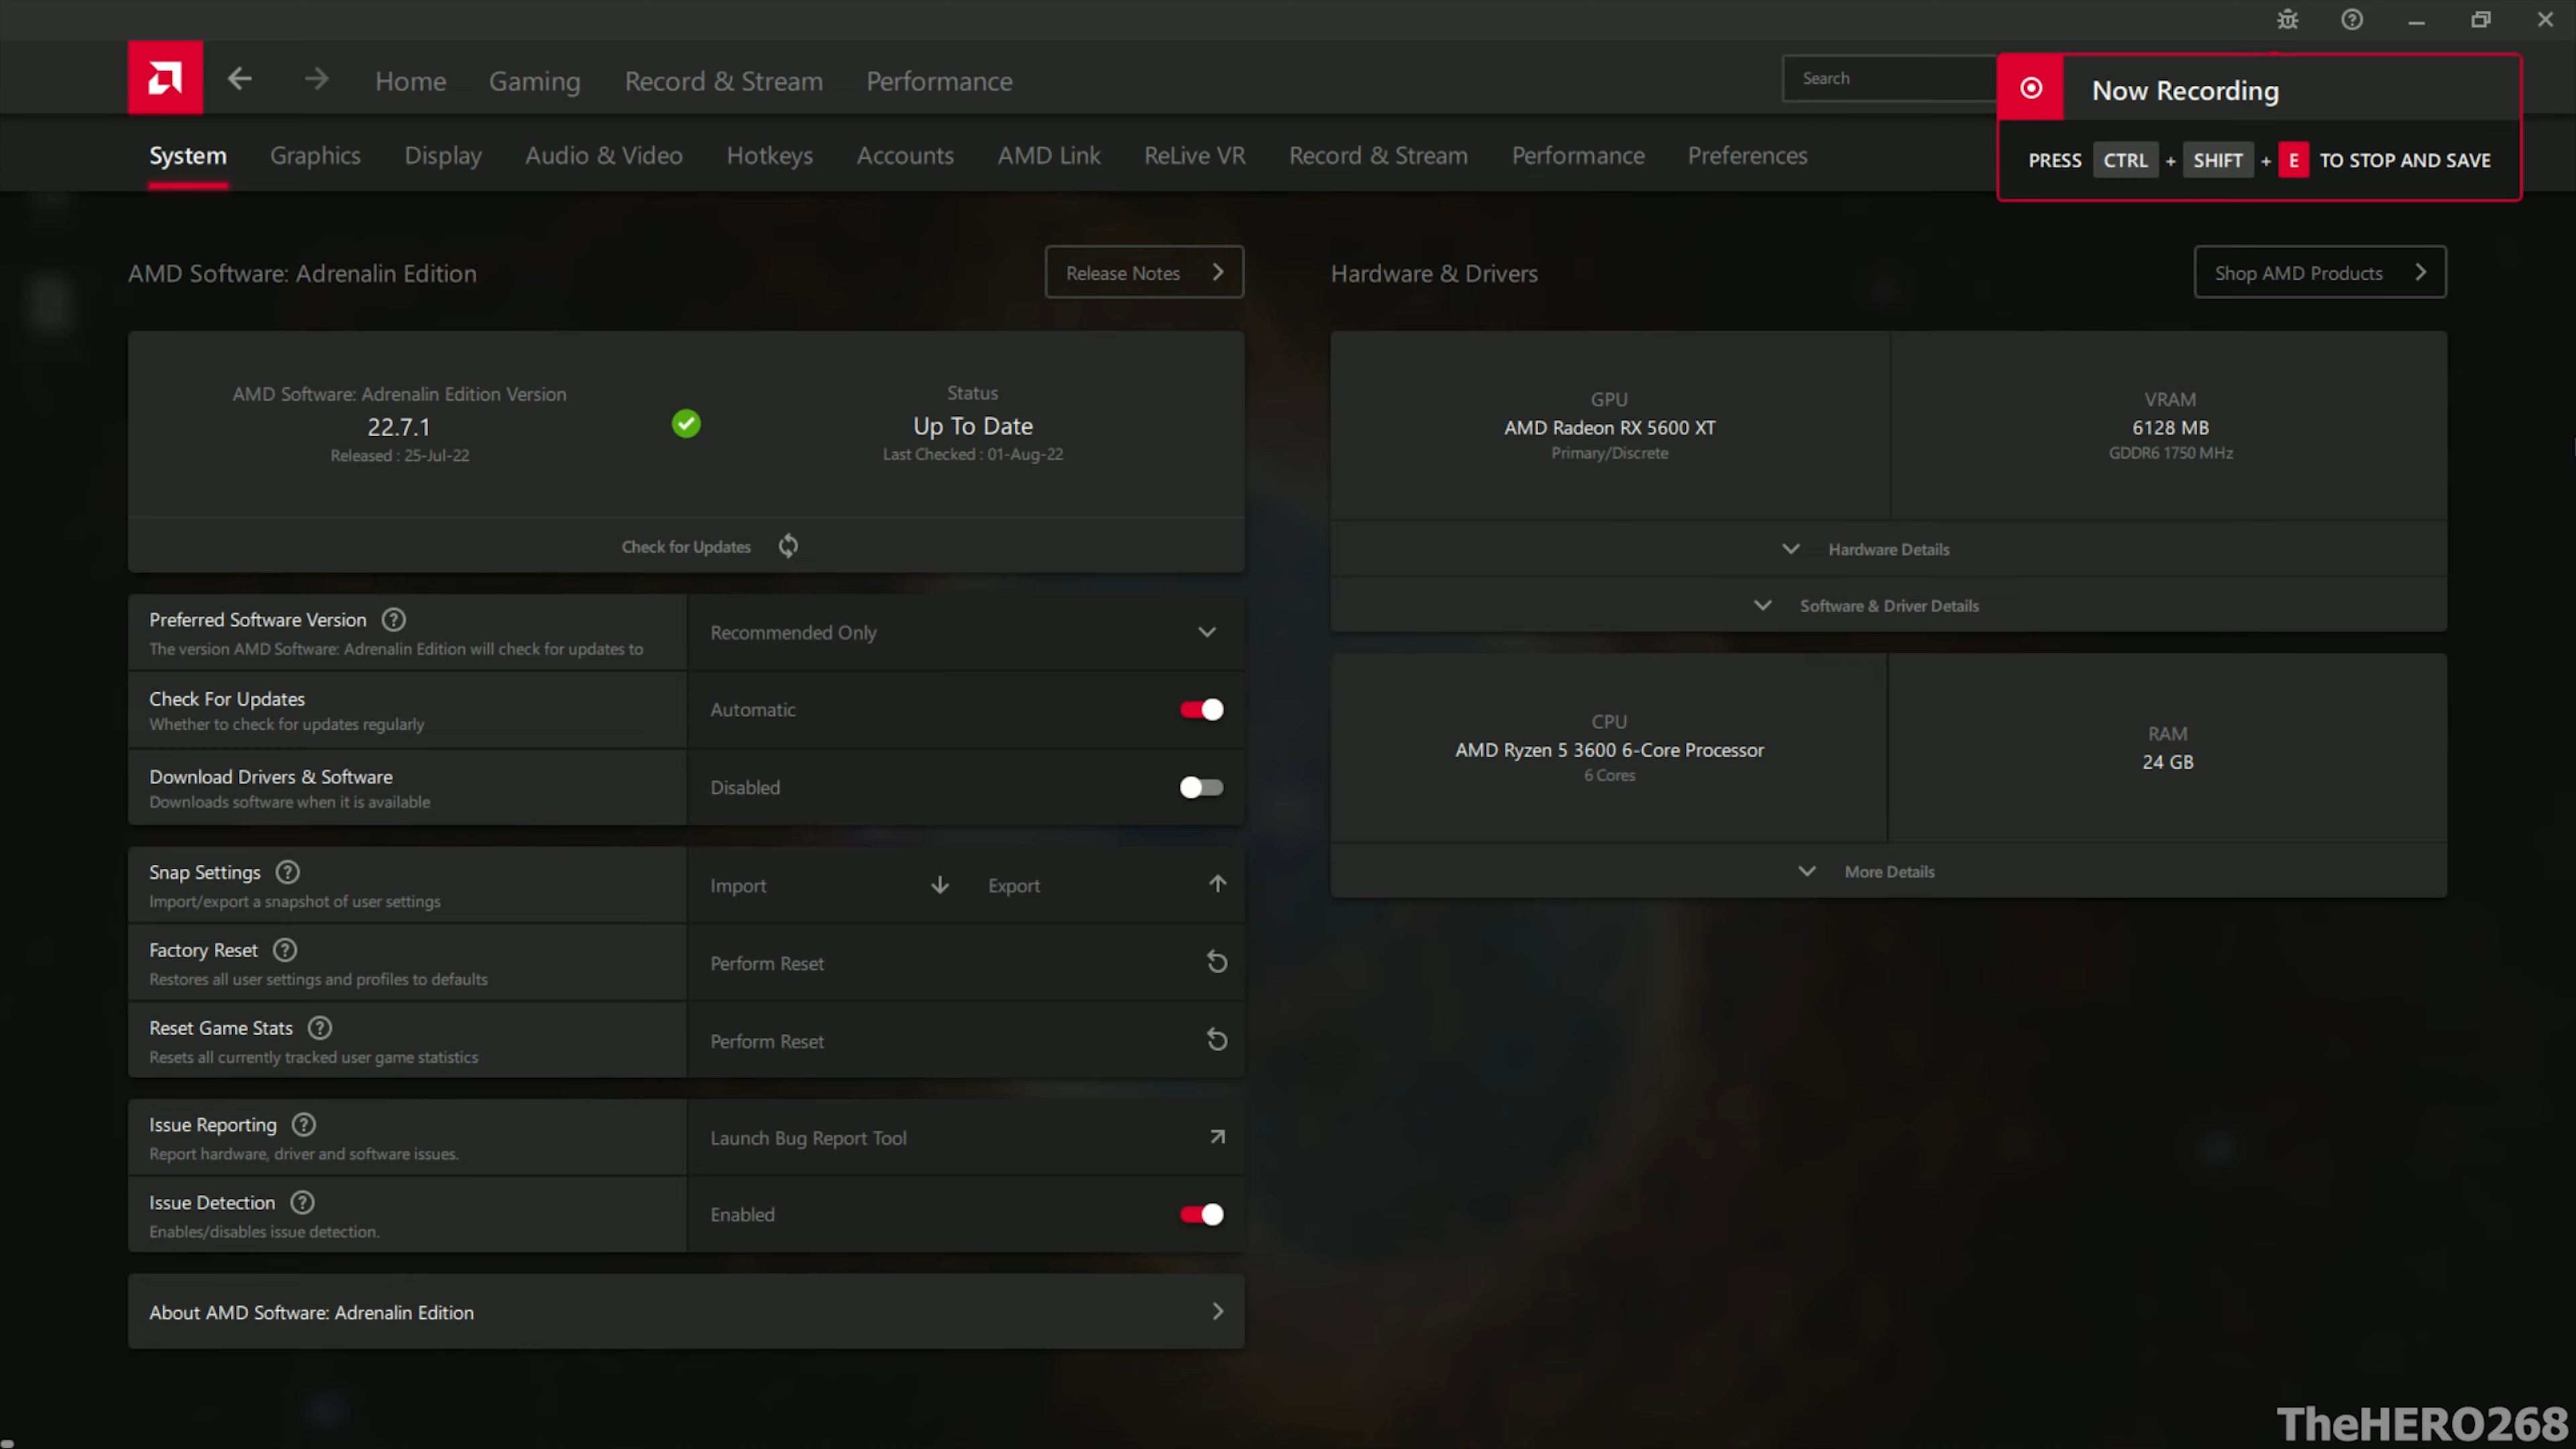 Home Gaming Record & Stream Performance
Search
Now Recording
PRESS CTRL + SHIFT + E TO STOP AND SAVE
System Graphics Display Audio & Video Hotkeys Accounts AMD Link ReLive VR Record & Stream Performance Preferences
AMD Software: Adrenalin Edition
Release Notes
AMD Software: Adrenalin Edition Version
22.7.1
Released : 25-Jul-22
Status
Up To Date
Last Checked : 01-Aug-22
Check for Updates
Preferred Software Version
The version AMD Software: Adrenalin Edition will check for updates to
Recommended Only
Check For Updates
Whether to check for updates regularly
Automatic
Download Drivers & Software
Downloads software when it is available
Disabled
Snap Settings
Import/export a snapshot of user settings
Import Export
Factory Reset
Restores all user settings and profiles to defaults
Perform Reset
Reset Game Stats
Resets all currently tracked user game statistics
Perform Reset
Issue Reporting
Report hardware, driver and software issues.
Launch Bug Report Tool
Issue Detection
Enables/disables issue detection.
Enabled
About AMD Software: Adrenalin Edition
Hardware & Drivers
Shop AMD Products
GPU
AMD Radeon RX 5600 XT
Primary/Discrete
VRAM
6128 MB
GDDR6 1750 MHz
Hardware Details
Software & Driver Details
CPU
AMD Ryzen 5 3600 6-Core Processor
6 Cores
RAM
24 GB
More Details
TheHERO268